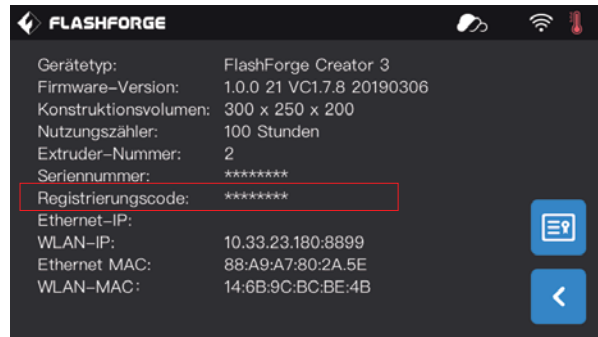 FLASHFORGE
Gerätetyp: FlashForge Creator 3
Firmware-Version: 1.0.0 21 VC1.7.8 20190306
Konstruktionsvolumen: 300 x 250 x 200
Nutzungszähler: 100 Stunden
Extruder-Nummer: 2
Seriennummer: ********
Registrierungscode: ********
Ethernet-IP:
WLAN-IP: 10.33.23.180:8899
Ethernet MAC: 88:A9:A7:80:2A:5E
WLAN-MAC: 14:6B:9C:BC:BE:4B